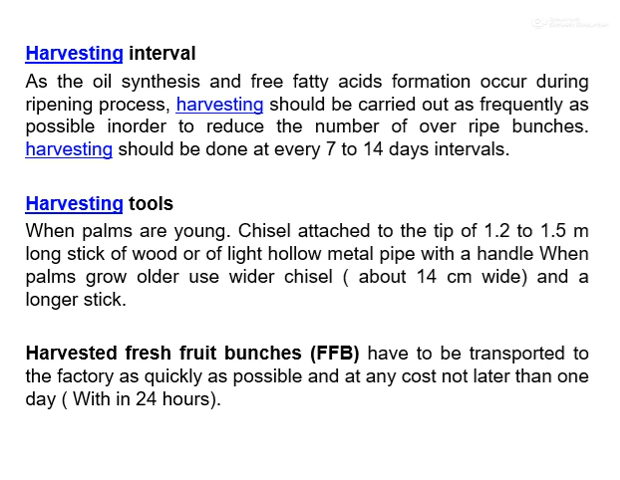 Harvesting interval
As the oil synthesis and free fatty acids formation occur during
ripening process, harvesting should be carried out as frequently as
possible inorder to reduce the number of over ripe bunches.
harvesting should be done at every 7 to 14 days intervals.
Harvesting tools
When palms are young. Chisel attached to the tip of 1.2 to 1.5 m
long stick of wood or of light hollow metal pipe with a handle When
palms grow older use wider chisel ( about 14 cm wide) and a
longer stick.
Harvested fresh fruit bunches (FFB) have to be transported to
the factory as quickly as possible and at any cost not later than one
day ( With in 24 hours).